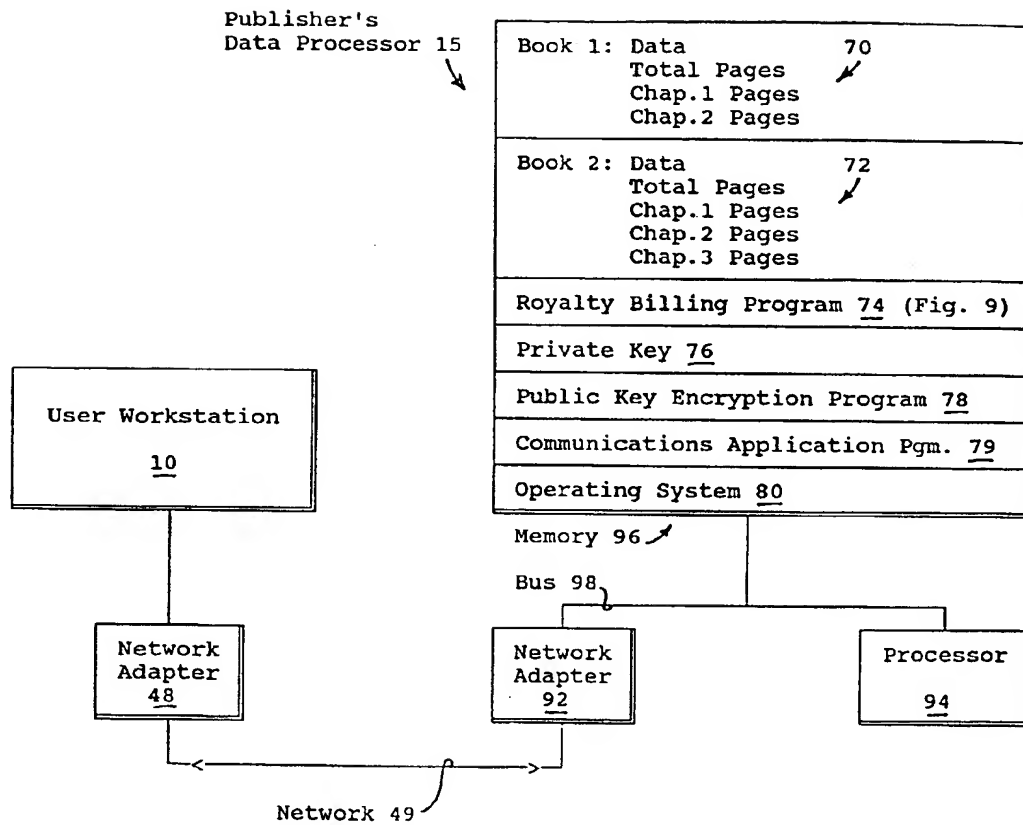 Publisher's
Data Processor 15
Book 1: Data 70
Total Pages
Chap.1 Pages
Chap.2 Pages
Book 2: Data 72
Total Pages
Chap.1 Pages
Chap.2 Pages
Chap.3 Pages
Royalty Billing Program 74 (Fig. 9)
Private Key 76
Public Key Encryption Program 78
Communications Application Pgm. 79
Operating System 80
Memory 96
Bus 98
User Workstation
10
Network
Adapter
48
Network
Adapter
92
Processor
94
Network 49